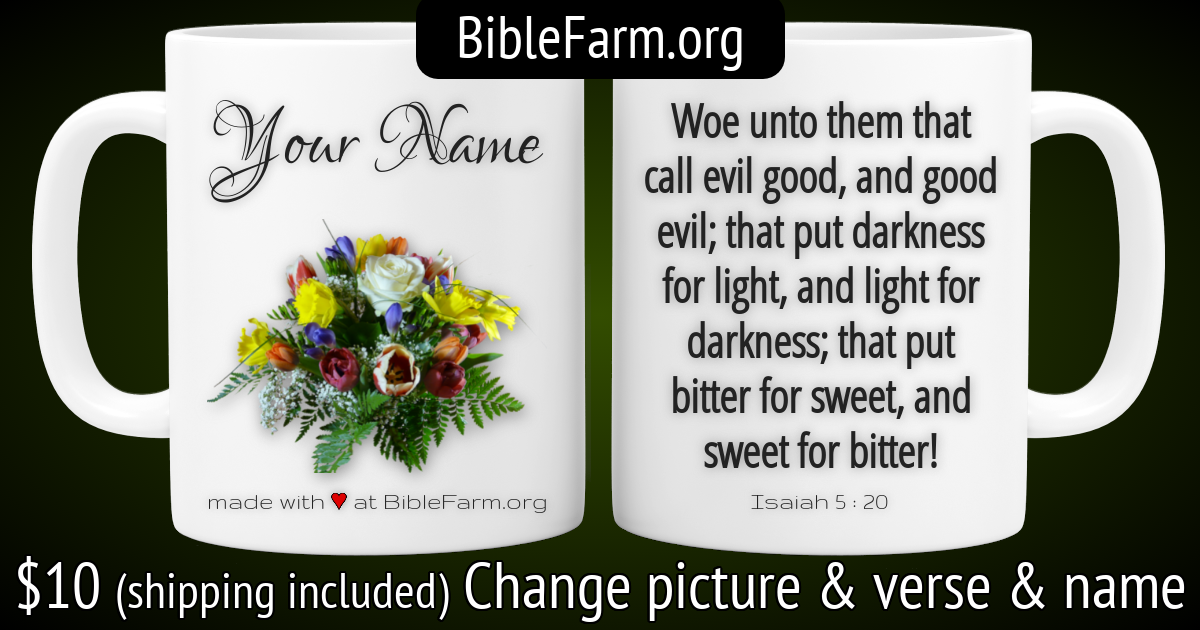 BibleFarm.org
Your Name
made with ♥ at BibleFarm.org
Woe unto them that
call evil good, and good
evil; that put darkness
for light, and light for
darkness; that put
bitter for sweet, and
sweet for bitter!
Isaiah 5 : 20
$10 (shipping included) Change picture & verse & name